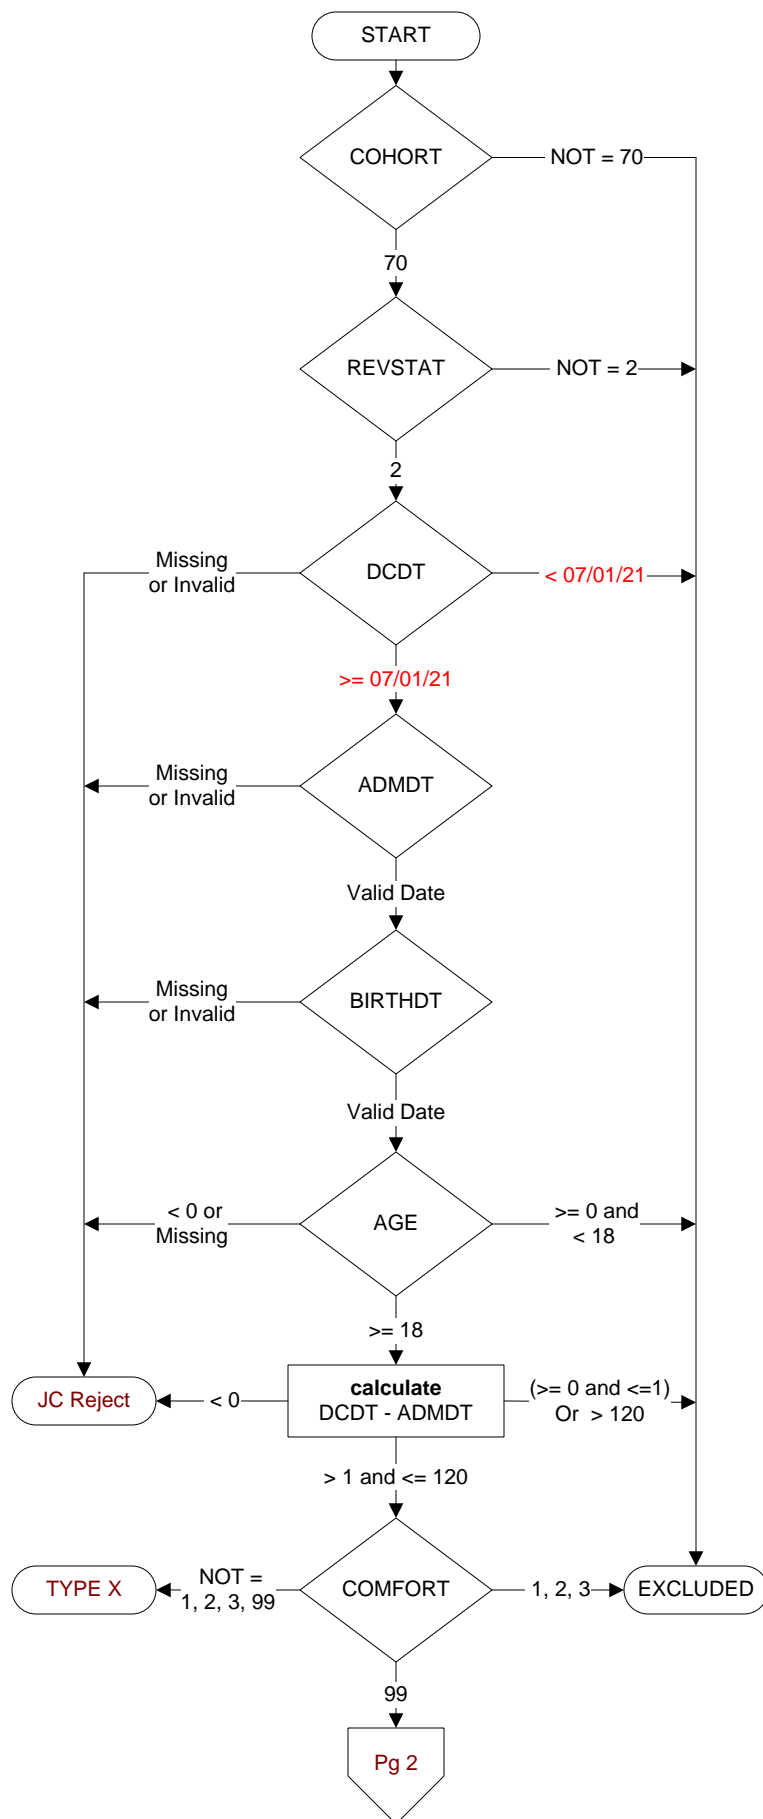 START
COHORT
NOT = 70
70
REVSTAT
NOT = 2
2
Missing
or Invalid
DCDT
< 07/01/21
>= 07/01/21
Missing
or Invalid
ADMDT
Valid Date
Missing
or Invalid
BIRTHDT
Valid Date
< 0 or
Missing
AGE
>= 0 and
< 18
>= 18
JC Reject
< 0
calculate
DCDT - ADMDT
(>= 0 and <=1)
Or > 120
> 1 and <= 120
TYPE X
NOT =
1, 2, 3, 99
COMFORT
1, 2, 3
EXCLUDED
99
Pg 2